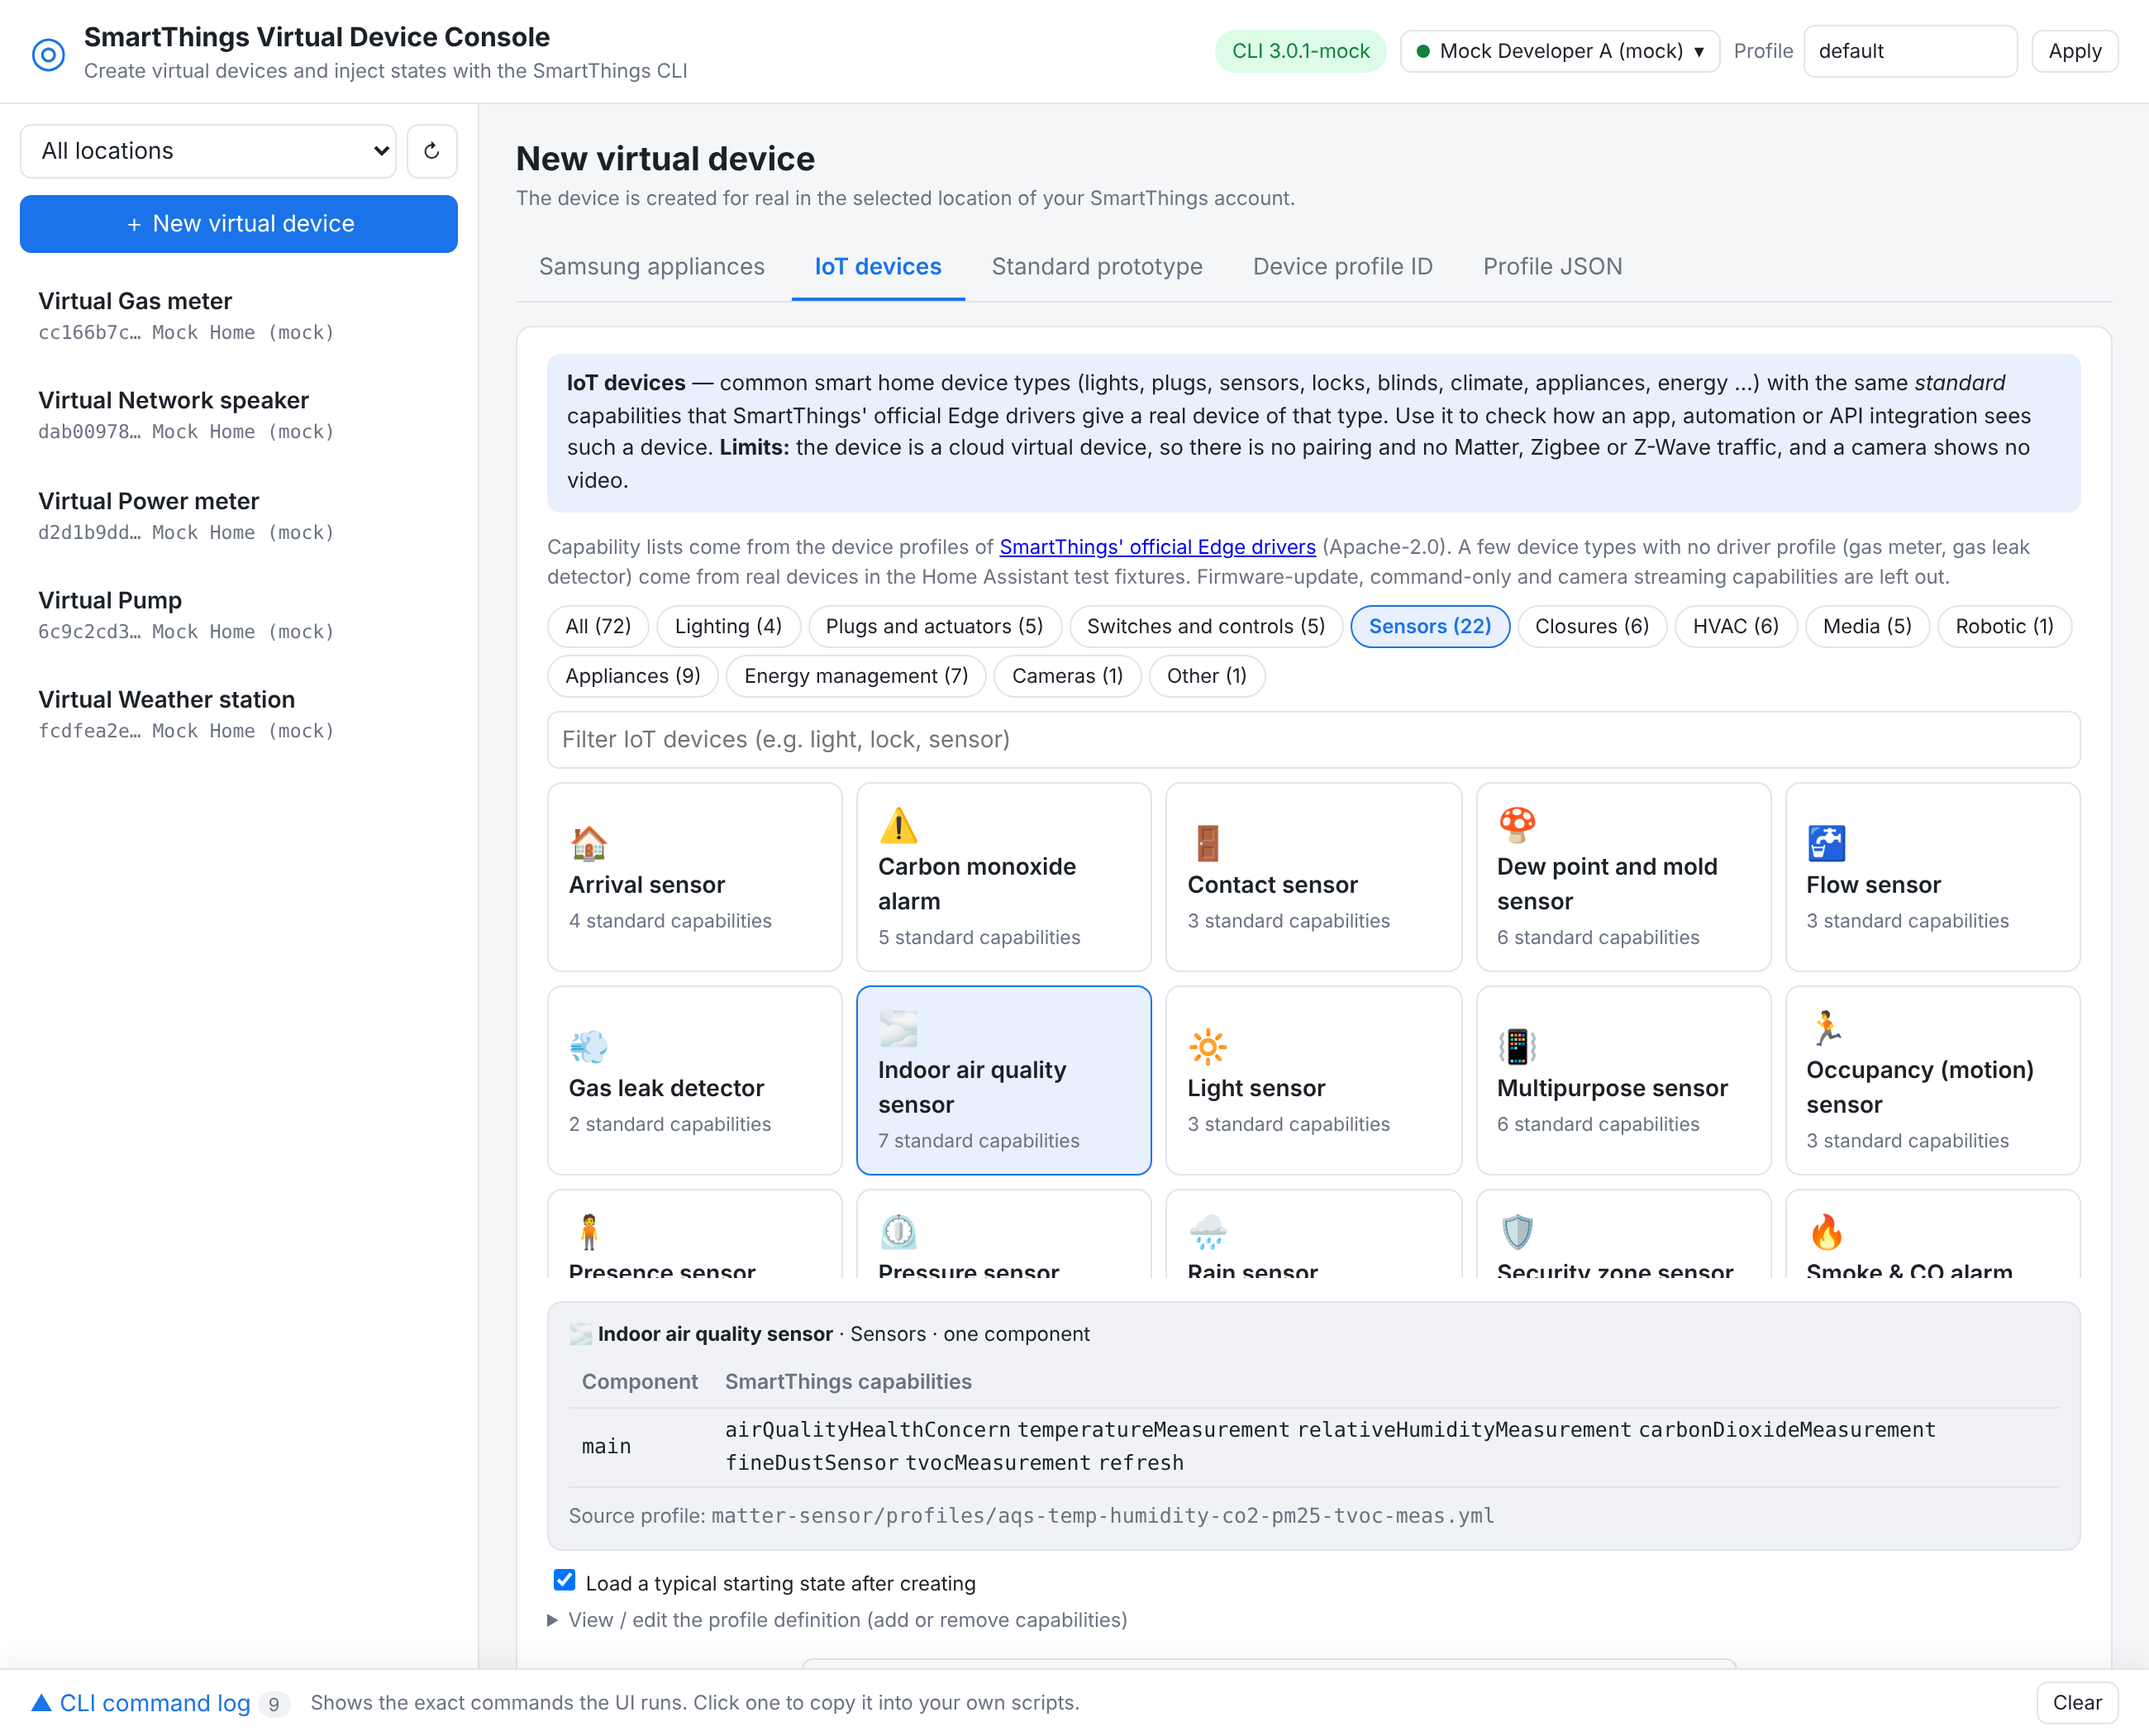 SmartThings Virtual Device Console
Create virtual devices and inject states with the SmartThings CLI
CLI 3.0.1-mock
Mock Developer A (mock) ▾
Profile
default
Apply
All locations
↻
+ New virtual device
Virtual Gas meter
cc166b7c… Mock Home (mock)
Virtual Network speaker
dab00978… Mock Home (mock)
Virtual Power meter
d2d1b9dd… Mock Home (mock)
Virtual Pump
6c9c2cd3… Mock Home (mock)
Virtual Weather station
fcdfea2e… Mock Home (mock)
New virtual device
The device is created for real in the selected location of your SmartThings account.
Samsung appliances
IoT devices
Standard prototype
Device profile ID
Profile JSON
IoT devices — common smart home device types (lights, plugs, sensors, locks, blinds, climate, appliances, energy ...) with the same standard
capabilities that SmartThings' official Edge drivers give a real device of that type. Use it to check how an app, automation or API integration sees
such a device. Limits: the device is a cloud virtual device, so there is no pairing and no Matter, Zigbee or Z-Wave traffic, and a camera shows no
video.
Capability lists come from the device profiles of SmartThings' official Edge drivers (Apache-2.0). A few device types with no driver profile (gas meter, gas leak
detector) come from real devices in the Home Assistant test fixtures. Firmware-update, command-only and camera streaming capabilities are left out.
All (72)
Lighting (4)
Plugs and actuators (5)
Switches and controls (5)
Sensors (22)
Closures (6)
HVAC (6)
Media (5)
Robotic (1)
Appliances (9)
Energy management (7)
Cameras (1)
Other (1)
Filter IoT devices (e.g. light, lock, sensor)
Arrival sensor
4 standard capabilities
Carbon monoxide
alarm
5 standard capabilities
Contact sensor
3 standard capabilities
Dew point and mold
sensor
6 standard capabilities
Flow sensor
3 standard capabilities
Gas leak detector
2 standard capabilities
Indoor air quality
sensor
7 standard capabilities
Light sensor
3 standard capabilities
Multipurpose sensor
6 standard capabilities
Occupancy (motion)
sensor
3 standard capabilities
Presence sensor
Pressure sensor
Rain sensor
Security zone sensor
Smoke & CO alarm
Indoor air quality sensor · Sensors · one component
Component
SmartThings capabilities
main
airQualityHealthConcern temperatureMeasurement relativeHumidityMeasurement carbonDioxideMeasurement
fineDustSensor tvocMeasurement refresh
Source profile: matter-sensor/profiles/aqs-temp-humidity-co2-pm25-tvoc-meas.yml
Load a typical starting state after creating
▶ View / edit the profile definition (add or remove capabilities)
▲ CLI command log 9
Shows the exact commands the UI runs. Click one to copy it into your own scripts.
Clear